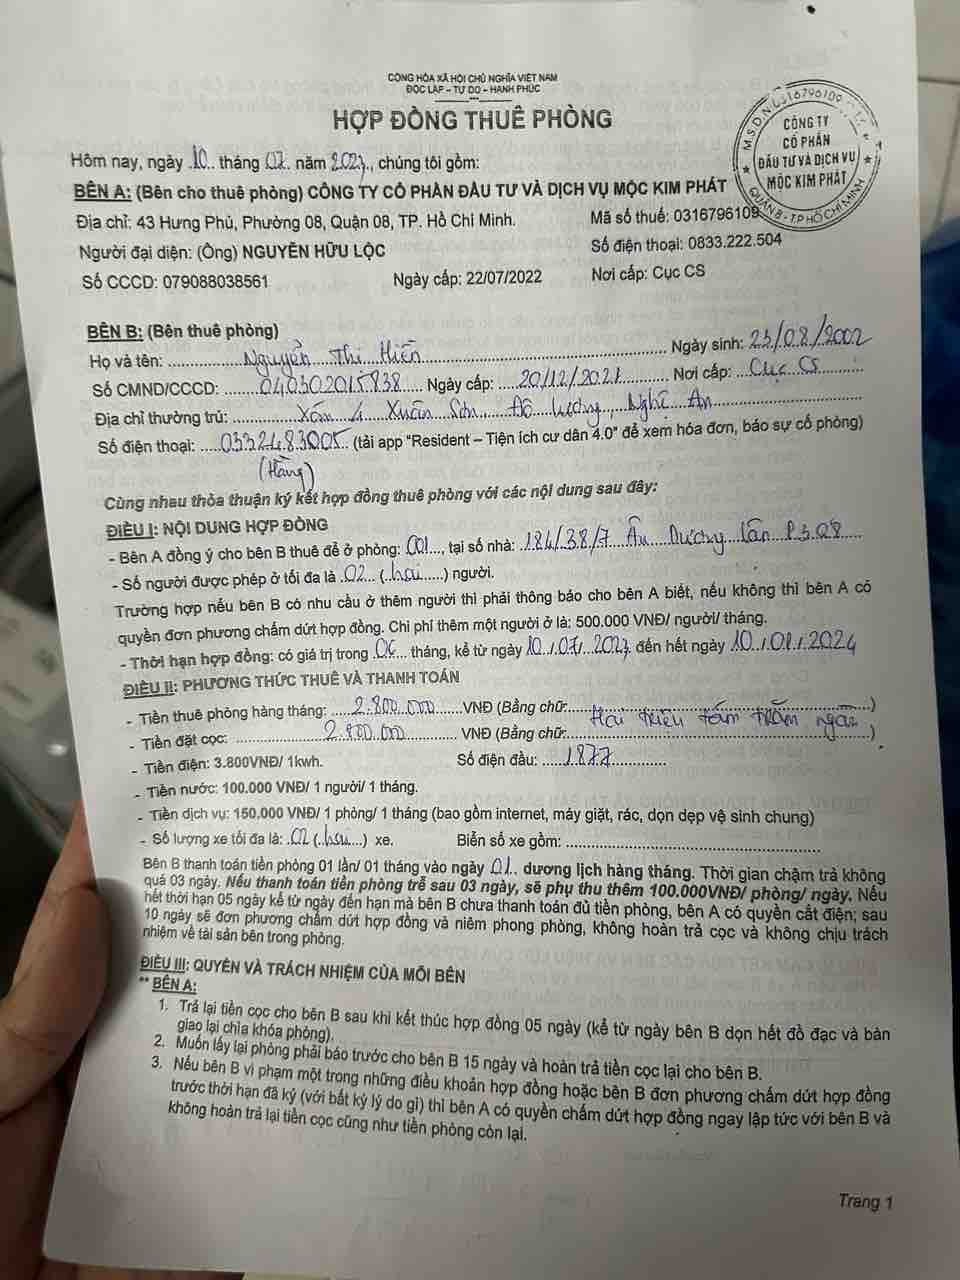 CỘNG HÒA XÃ HỘI CHỦ NGHĨA VIỆT NAM
ĐỘC LẬP – TỰ DO – HẠNH PHÚC
HỢP ĐỒNG THUÊ PHÒNG
M.S.D.N: 0316796109
CÔNG TY
CỔ PHẦN
ĐẦU TƯ VÀ DỊCH VỤ
MỘC KIM PHÁT
QUẬN 8 - T.P HỒ CHÍ MINH
Hôm nay, ngày 10 tháng 07 năm 2023, chúng tôi gồm:
BÊN A: (Bên cho thuê phòng) CÔNG TY CỔ PHẦN ĐẦU TƯ VÀ DỊCH VỤ MỘC KIM PHÁT
Địa chỉ: 43 Hưng Phú, Phường 08, Quận 08, TP. Hồ Chí Minh. Mã số thuế: 0316796109
Người đại diện: (Ông) NGUYỄN HỮU LỘC Số điện thoại: 0833.222.504
Số CCCD: 079088038561 Ngày cấp: 22/07/2022 Nơi cấp: Cục CS
BÊN B: (Bên thuê phòng)
Họ và tên: Nguyễn Thị Hiền Ngày sinh: 23/08/2002
Số CMND/CCCD: 040302015838 Ngày cấp: 20/12/2021 Nơi cấp: Cục CS
Địa chỉ thường trú: Xóm 4 Xuân Sơn, Đô Lương, Nghệ An
Số điện thoại: 0332483005 (tải app "Resident – Tiện ích cư dân 4.0" để xem hóa đơn, báo sự cố phòng)
(Hằng)
Cùng nhau thỏa thuận ký kết hợp đồng thuê phòng với các nội dung sau đây:
ĐIỀU I: NỘI DUNG HỢP ĐỒNG
- Bên A đồng ý cho bên B thuê để ở phòng: 001, tại số nhà: 184/38/7 Âu Dương Lân P3 Q8
- Số người được phép ở tối đa là 02 (hai) người.
Trường hợp nếu bên B có nhu cầu ở thêm người thì phải thông báo cho bên A biết, nếu không thì bên A có
quyền đơn phương chấm dứt hợp đồng. Chi phí thêm một người ở là: 500.000 VNĐ/ người/ tháng.
- Thời hạn hợp đồng: có giá trị trong 06 tháng, kể từ ngày 10/07/2023 đến hết ngày 10/01/2024
ĐIỀU II: PHƯƠNG THỨC THUÊ VÀ THANH TOÁN
- Tiền thuê phòng hàng tháng: 2.800.000 VNĐ (Bằng chữ: )
Hai triệu tám trăm ngàn
- Tiền đặt cọc: 2.800.000 VNĐ (Bằng chữ: )
- Tiền điện: 3.800VNĐ/ 1kwh. Số điện đầu: 1877
- Tiền nước: 100.000 VNĐ/ 1 người/ 1 tháng.
- Tiền dịch vụ: 150.000 VNĐ/ 1 phòng/ 1 tháng (bao gồm internet, máy giặt, rác, dọn dẹp vệ sinh chung)
- Số lượng xe tối đa là: 02 (hai) xe. Biển số xe gồm:
Bên B thanh toán tiền phòng 01 lần/ 01 tháng vào ngày 01 dương lịch hàng tháng. Thời gian chậm trả không
quá 03 ngày. Nếu thanh toán tiền phòng trễ sau 03 ngày, sẽ phụ thu thêm 100.000VNĐ/ phòng/ ngày. Nếu
hết thời hạn 05 ngày kể từ ngày đến hạn mà bên B chưa thanh toán đủ tiền phòng, bên A có quyền cắt điện; sau
10 ngày sẽ đơn phương chấm dứt hợp đồng và niêm phong phòng, không hoàn trả cọc và không chịu trách
nhiệm về tài sản bên trong phòng.
ĐIỀU III: QUYỀN VÀ TRÁCH NHIỆM CỦA MỖI BÊN
** BÊN A:
1. Trả lại tiền cọc cho bên B sau khi kết thúc hợp đồng 05 ngày (kể từ ngày bên B dọn hết đồ đạc và bàn
giao lại chìa khóa phòng).
2. Muốn lấy lại phòng phải báo trước cho bên B 15 ngày và hoàn trả tiền cọc lại cho bên B.
3. Nếu bên B vi phạm một trong những điều khoản hợp đồng hoặc bên B đơn phương chấm dứt hợp đồng
trước thời hạn đã ký (với bất kỳ lý do gì) thì bên A có quyền chấm dứt hợp đồng ngay lập tức với bên B và
không hoàn trả lại tiền cọc cũng như tiền phòng còn lại.
Trang 1